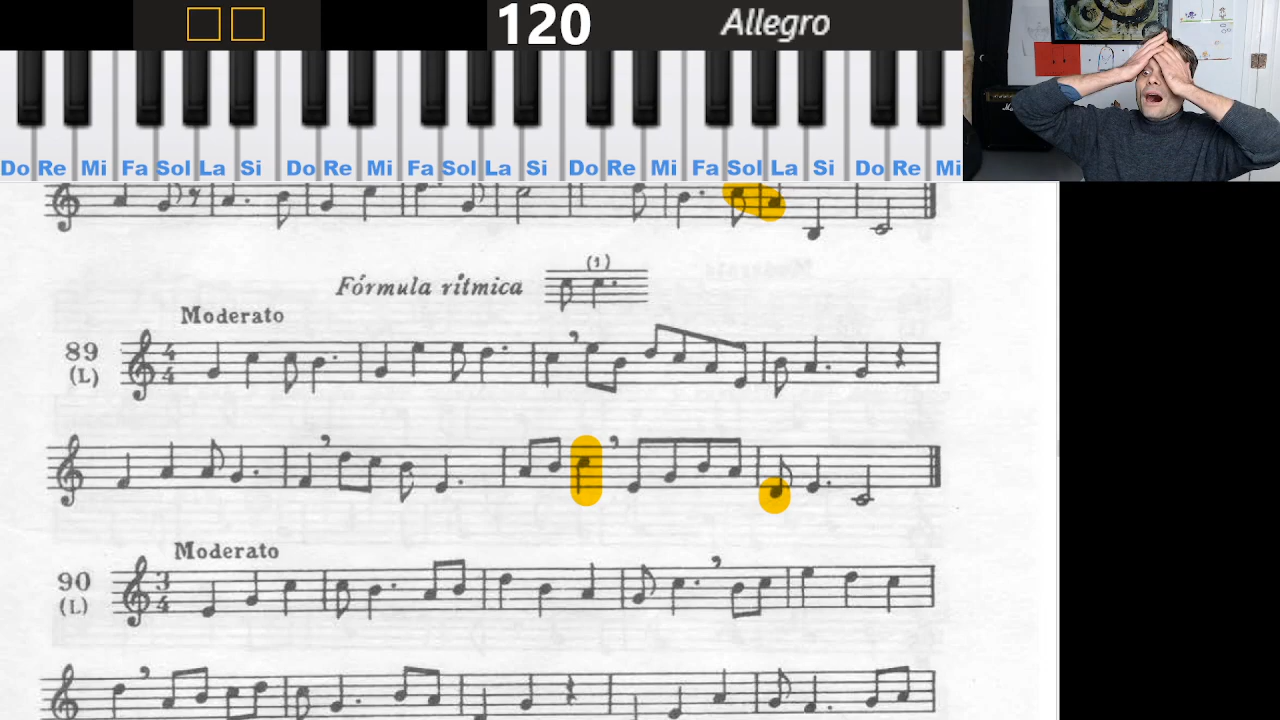 120 Allegro
Do Re Mi Fa Sol La Si Do Re Mi Fa Sol La Si Do Re Mi Fa Sol La Si Do Re Mi
(1)
Fórmula rítmica
Moderato
89
4
4
(L)
Moderato
90
3
4
(L)